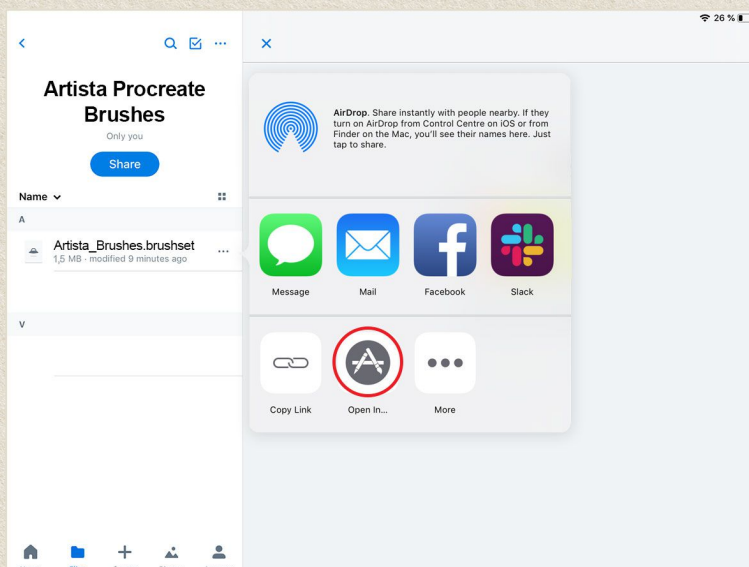 26 %
Artista Procreate
Brushes
Only you
Share
Name
A
Artista_Brushes.brushset
1,5 MB - modified 9 minutes ago
V
AirDrop. Share instantly with people nearby. If they
turn on AirDrop from Control Centre on iOS or from
Finder on the Mac, you'll see their names here. Just
tap to share.
Message Mail Facebook Slack
Copy Link Open In... More